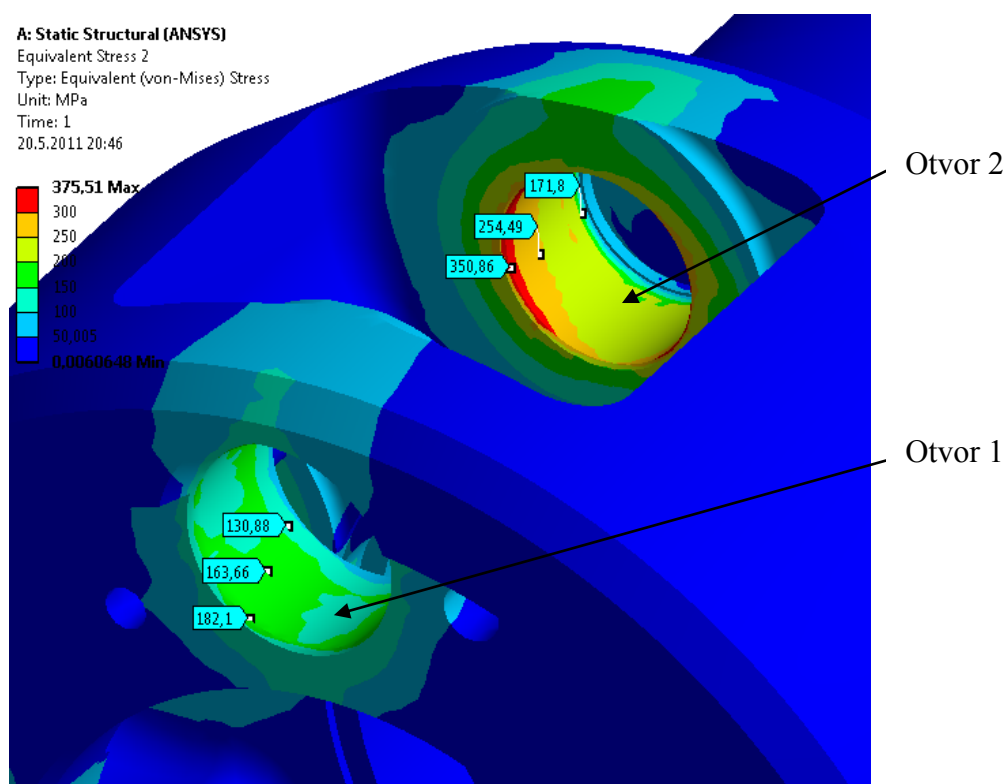 A: Static Structural (ANSYS)
Equivalent Stress 2
Type: Equivalent (von-Mises) Stress
Unit: MPa
Time: 1
20.5.2011 20:46
375,51 Max
300
250
200
150
100
50,005
0,0060648 Min
171,8
254,49
350,86
Otvor 2
130,88
163,66
182,1
Otvor 1